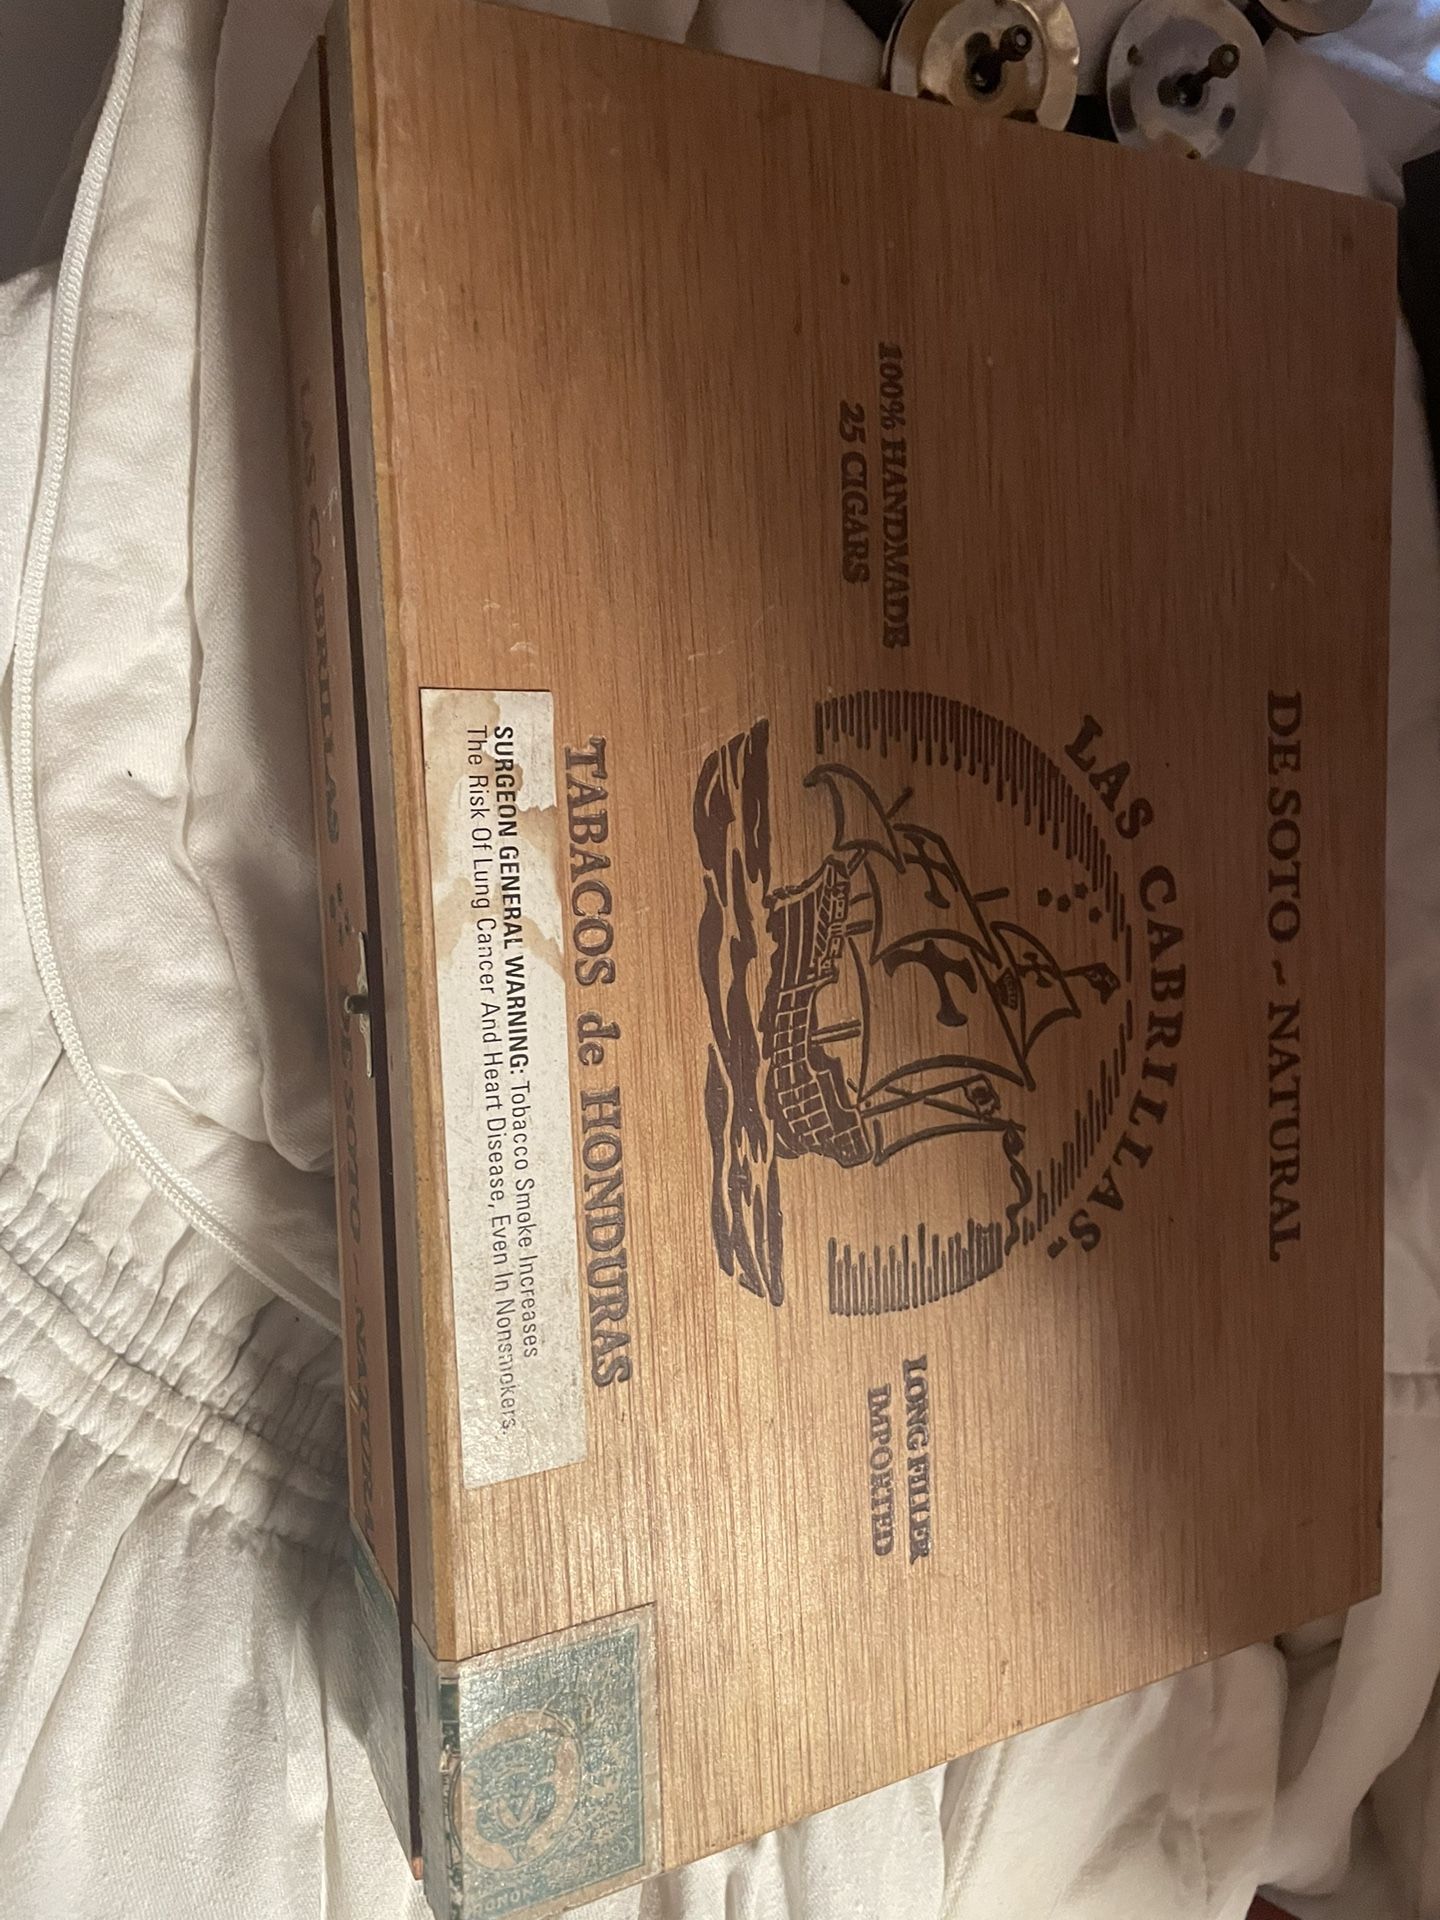 DE SOTO ~ NATURAL
LAS CABRILLAS
100% HANDMADE
25 CIGARS
LONG FILLER
IMPORTED
TABACOS de HONDURAS
SURGEON GENERAL WARNING: Tobacco Smoke Increases
The Risk Of Lung Cancer And Heart Disease, Even In Nonsmokers.
LAS CABRILLAS DE SOTO ~ NATURAL